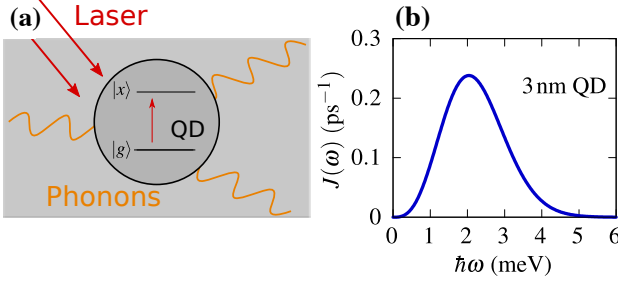 (a)
Laser
|x⟩
QD
|g⟩
Phonons
(b)
0.3
0.2
0.1
0
J(ω) (ps⁻¹)
3 nm QD
0 1 2 3 4 5 6
ħω (meV)